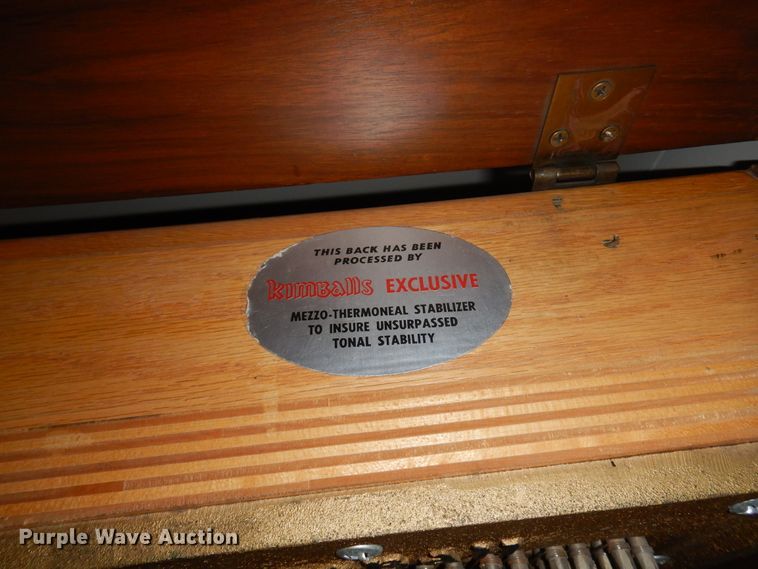 THIS BACK HAS BEEN
PROCESSED BY
Kimballs EXCLUSIVE
MEZZO-THERMONEAL STABILIZER
TO INSURE UNSURPASSED
TONAL STABILITY
Purple Wave Auction